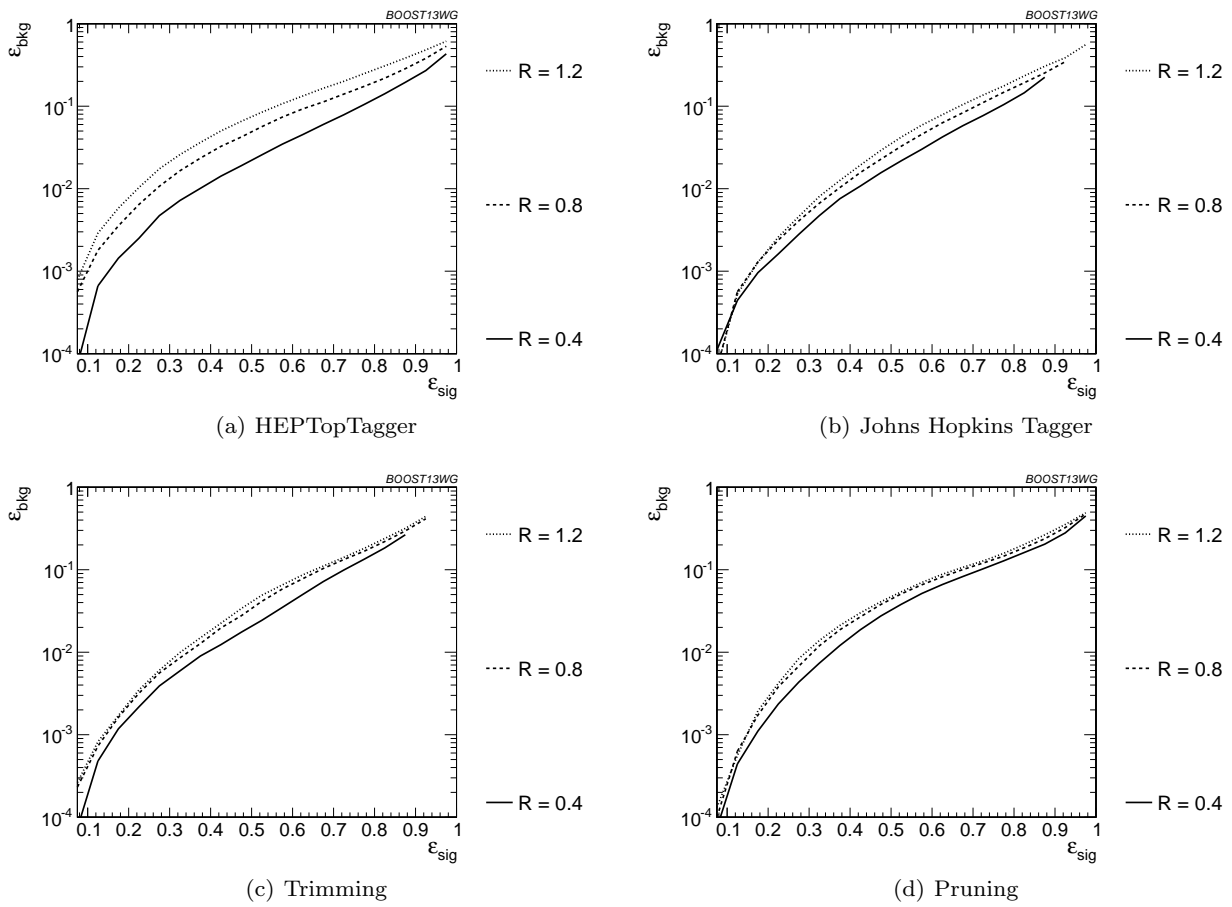 BOOST13WG
ε_bkg
1
10^-1
10^-2
10^-3
10^-4
0.1 0.2 0.3 0.4 0.5 0.6 0.7 0.8 0.9 1
ε_sig
R = 1.2
R = 0.8
R = 0.4
(a) HEPTopTagger
BOOST13WG
ε_bkg
1
10^-1
10^-2
10^-3
10^-4
0.1 0.2 0.3 0.4 0.5 0.6 0.7 0.8 0.9 1
ε_sig
R = 1.2
R = 0.8
R = 0.4
(b) Johns Hopkins Tagger
BOOST13WG
ε_bkg
1
10^-1
10^-2
10^-3
10^-4
0.1 0.2 0.3 0.4 0.5 0.6 0.7 0.8 0.9 1
ε_sig
R = 1.2
R = 0.8
R = 0.4
(c) Trimming
BOOST13WG
ε_bkg
1
10^-1
10^-2
10^-3
10^-4
0.1 0.2 0.3 0.4 0.5 0.6 0.7 0.8 0.9 1
ε_sig
R = 1.2
R = 0.8
R = 0.4
(d) Pruning